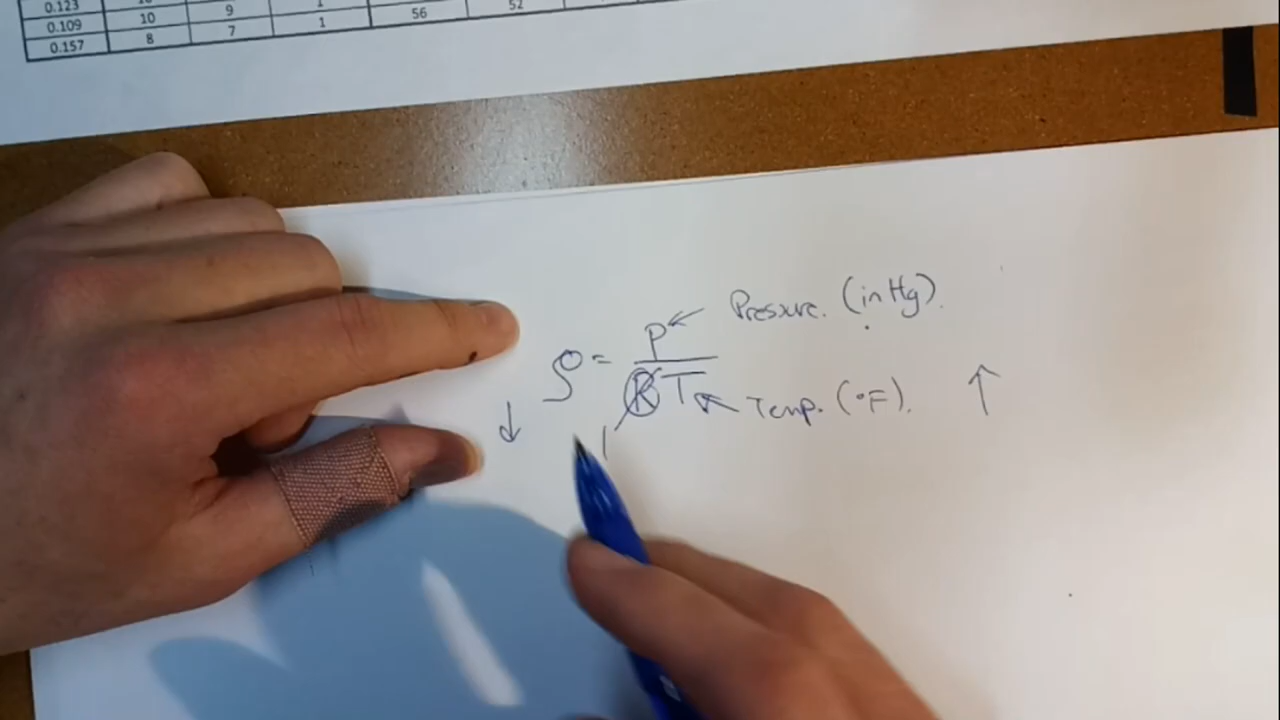 0.123
0.109 10 9 1 56 52
0.157 8 7 1
P ← Pressure. (in Hg).
ρ = ―
R T ← Temp. (°F). ↑
↓